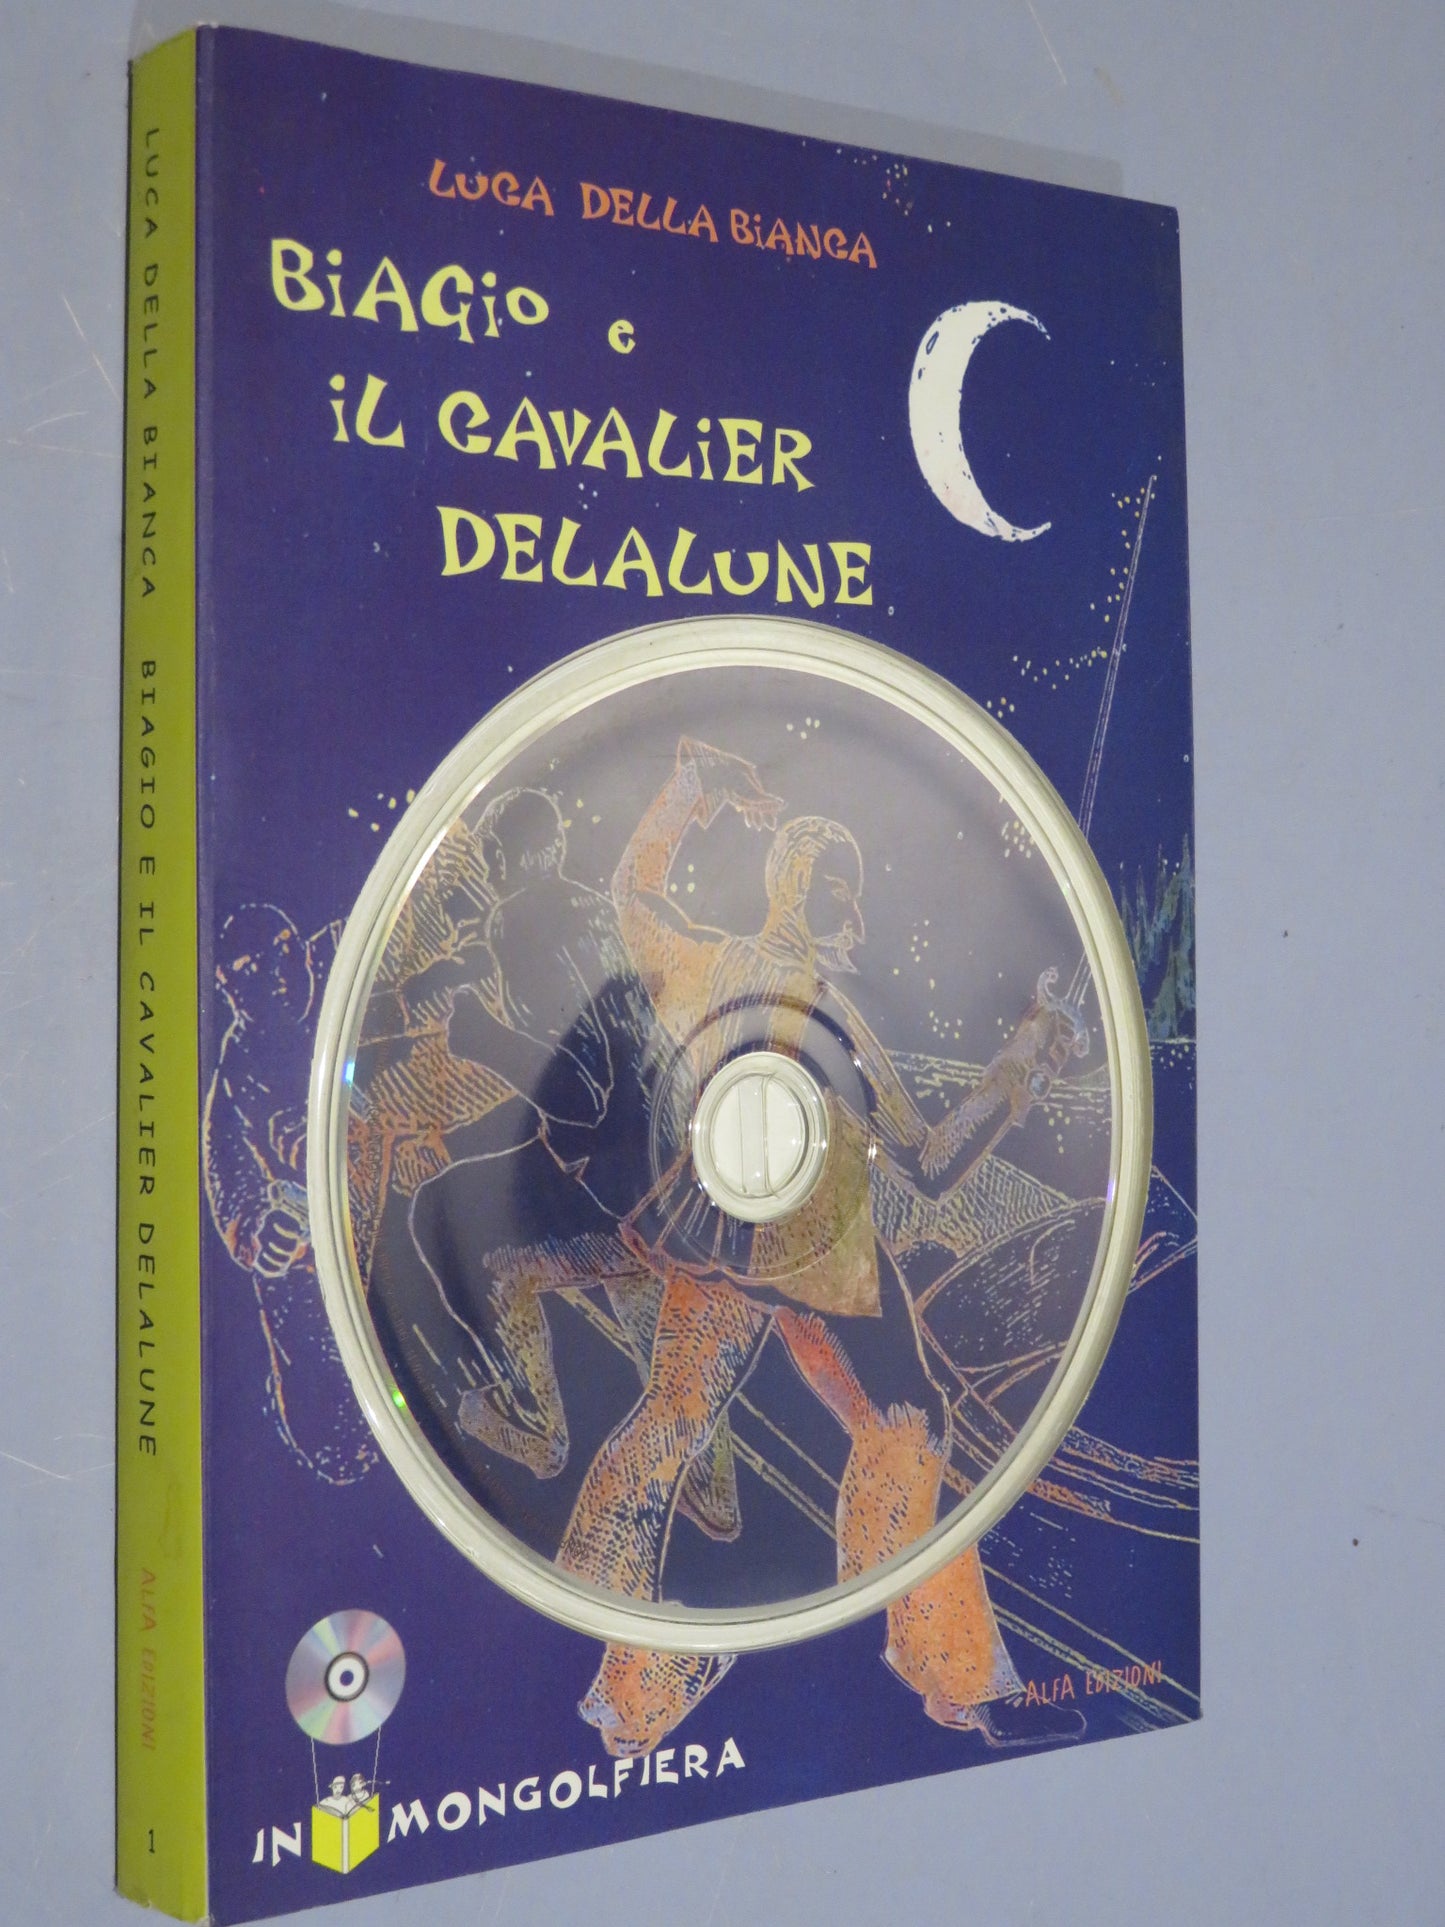 LUCA DELLA BIANCA
BiAGiO e
iL CAVALiER
DELALUNE
ALFA EDIZIONI
IN MONGOLFIERA
LUCA DELLA BIANCA BIAGIO E IL CAVALIER DELALUNE ALFA EDIZIONI 1